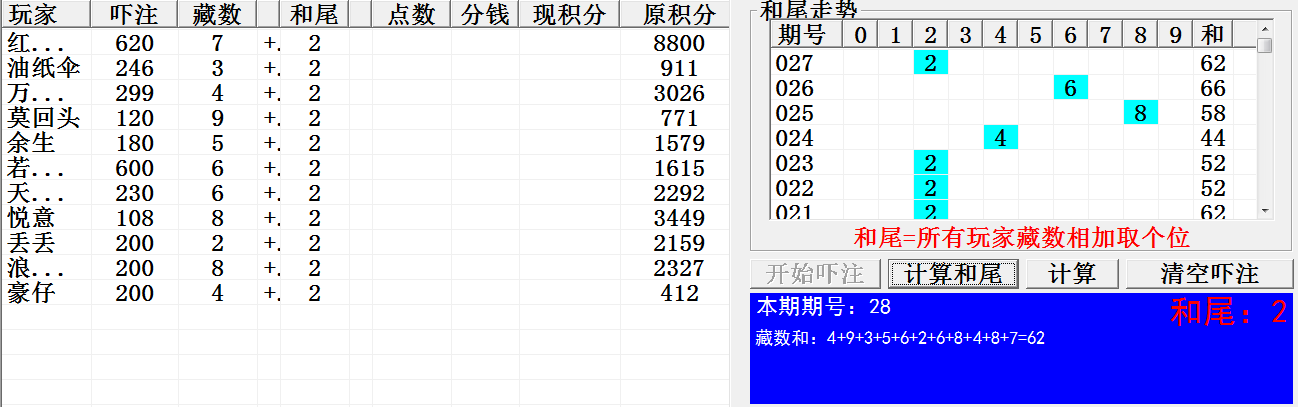 玩家 吓注 藏数 和尾 点数 分钱 现积分 原积分
红... 620 7 +. 2 8800
油纸伞 246 3 +. 2 911
万... 299 4 +. 2 3026
莫回头 120 9 +. 2 771
余生 180 5 +. 2 1579
若... 600 6 +. 2 1615
天... 230 6 +. 2 2292
悦意 108 8 +. 2 3449
丢丢 200 2 +. 2 2159
浪... 200 8 +. 2 2327
豪仔 200 4 +. 2 412
和尾走势
期号 0 1 2 3 4 5 6 7 8 9 和
027 2 62
026 6 66
025 8 58
024 4 44
023 2 52
022 2 52
021 2 62
和尾=所有玩家藏数相加取个位
开始吓注 计算和尾 计算 清空吓注
本期期号：28
和尾：2
藏数和：4+9+3+5+6+2+6+8+4+8+7=62